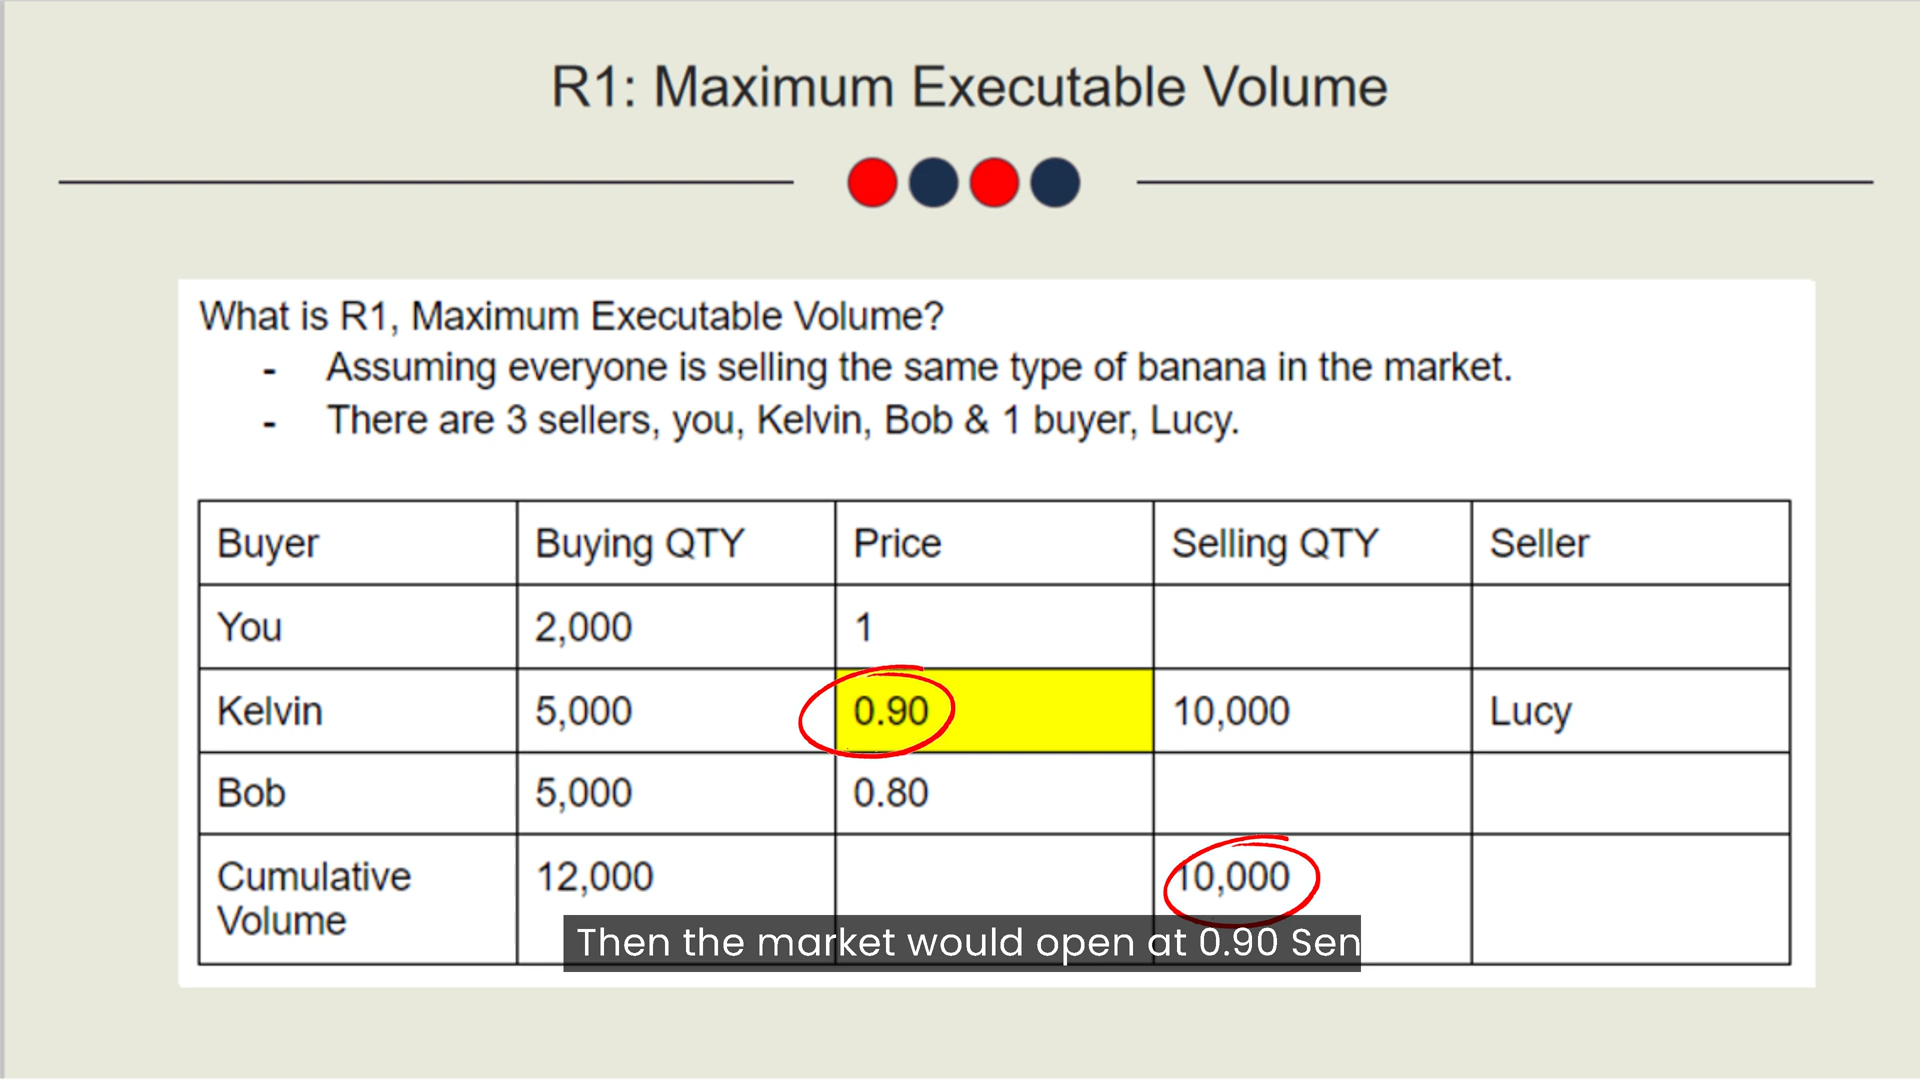 R1: Maximum Executable Volume
What is R1, Maximum Executable Volume?
- Assuming everyone is selling the same type of banana in the market.
- There are 3 sellers, you, Kelvin, Bob & 1 buyer, Lucy.
Buyer Buying QTY Price Selling QTY Seller
You 2,000 1
Kelvin 5,000 0.90 10,000 Lucy
Bob 5,000 0.80
Cumulative 12,000 10,000
Volume
Then the market would open at 0.90 Sen